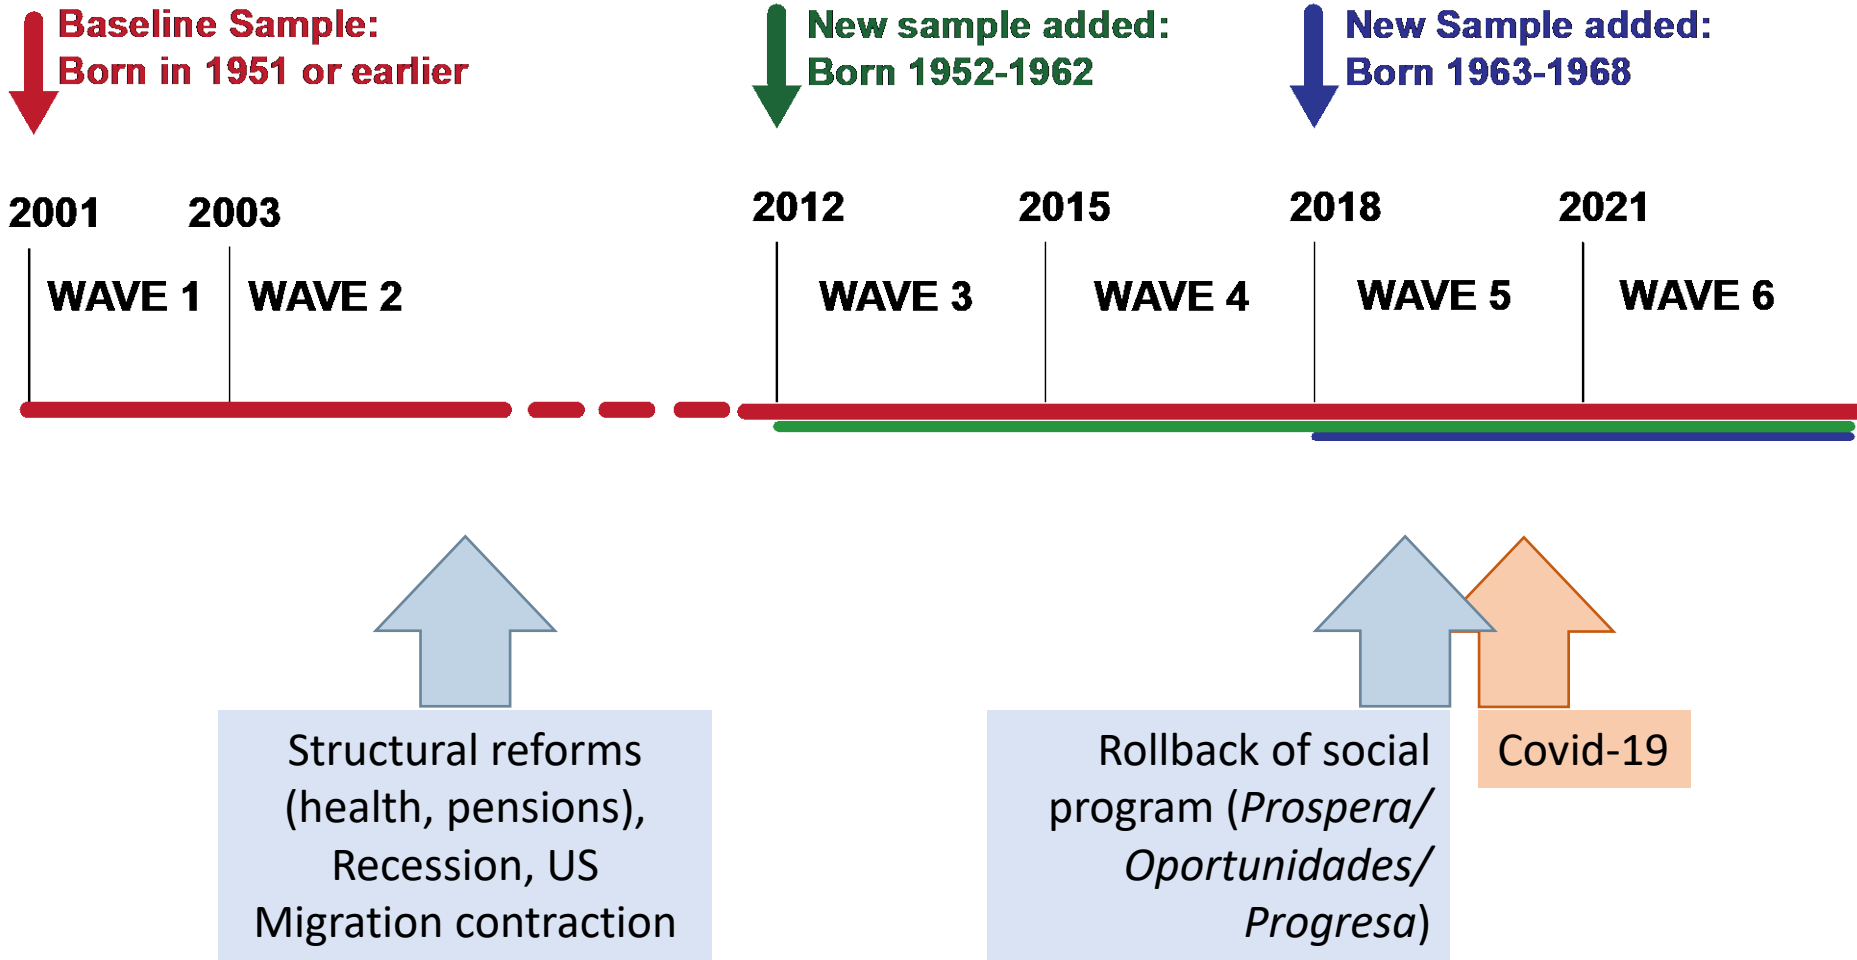 Baseline Sample:
Born in 1951 or earlier
New sample added:
Born 1952-1962
New Sample added:
Born 1963-1968
2001
2003
2012
2015
2018
2021
WAVE 1
WAVE 2
WAVE 3
WAVE 4
WAVE 5
WAVE 6
Structural reforms
(health, pensions),
Recession, US
Migration contraction
Rollback of social
program (Prospera/
Oportunidades/
Progresa)
Covid-19